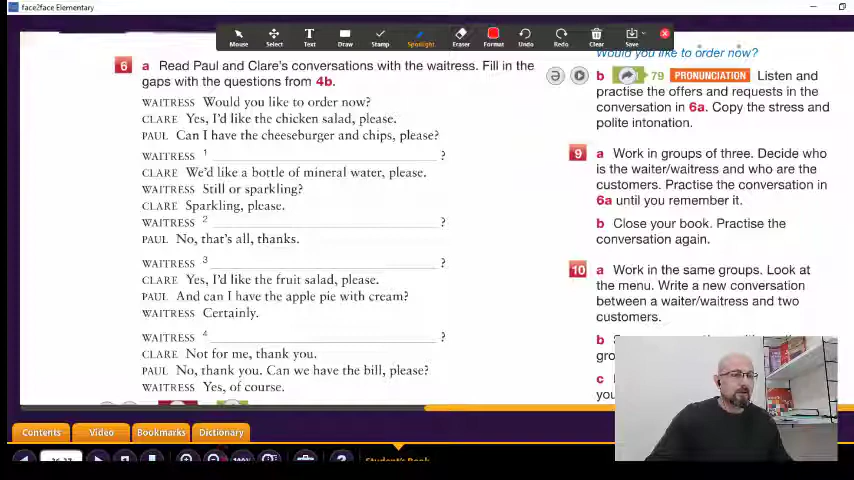 face2face Elementary
Mouse Select Text Draw Stamp Spotlight Eraser Format Undo Redo Clear Save
6 a Read Paul and Clare's conversations with the waitress. Fill in the
gaps with the questions from 4b.
WAITRESS Would you like to order now?
CLARE Yes, I'd like the chicken salad, please.
PAUL Can I have the cheeseburger and chips, please?
WAITRESS 1 ?
CLARE We'd like a bottle of mineral water, please.
WAITRESS Still or sparkling?
CLARE Sparkling, please.
WAITRESS 2 ?
PAUL No, that's all, thanks.
WAITRESS 3 ?
CLARE Yes, I'd like the fruit salad, please.
PAUL And can I have the apple pie with cream?
WAITRESS Certainly.
WAITRESS 4 ?
CLARE Not for me, thank you.
PAUL No, thank you. Can we have the bill, please?
WAITRESS Yes, of course.
Would you like to order now?
b 79 PRONUNCIATION Listen and
practise the offers and requests in the
conversation in 6a. Copy the stress and
polite intonation.
9 a Work in groups of three. Decide who
is the waiter/waitress and who are the
customers. Practise the conversation in
6a until you remember it.
b Close your book. Practise the
conversation again.
10 a Work in the same groups. Look at
the menu. Write a new conversation
between a waiter/waitress and two
customers.
b
gro
c
you
Contents Video Bookmarks Dictionary
36-37 100% Student's Book